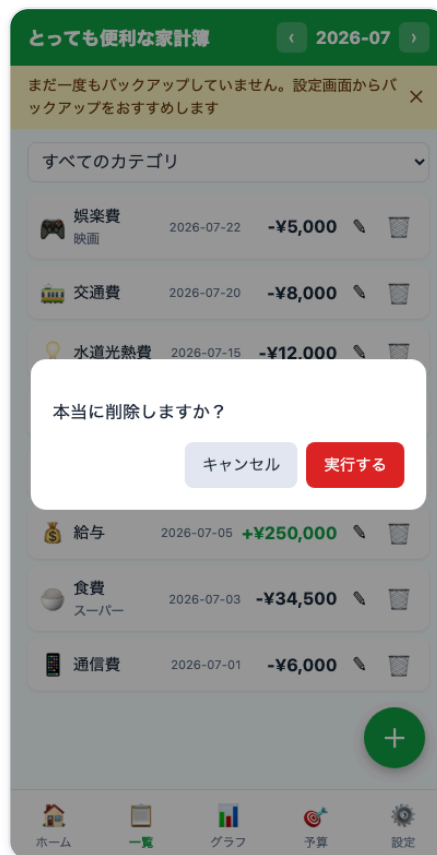 とっても便利な家計簿
‹ 2026-07 ›
まだ一度もバックアップしていません。設定画面からバ
ックアップをおすすめします
×
すべてのカテゴリ
娯楽費 2026-07-22 -¥5,000
映画
交通費 2026-07-20 -¥8,000
水道光熱費 2026-07-15 -¥12,000
本当に削除しますか？
キャンセル 実行する
給与 2026-07-05 +¥250,000
食費 2026-07-03 -¥34,500
スーパー
通信費 2026-07-01 -¥6,000
+
ホーム 一覧 グラフ 予算 設定